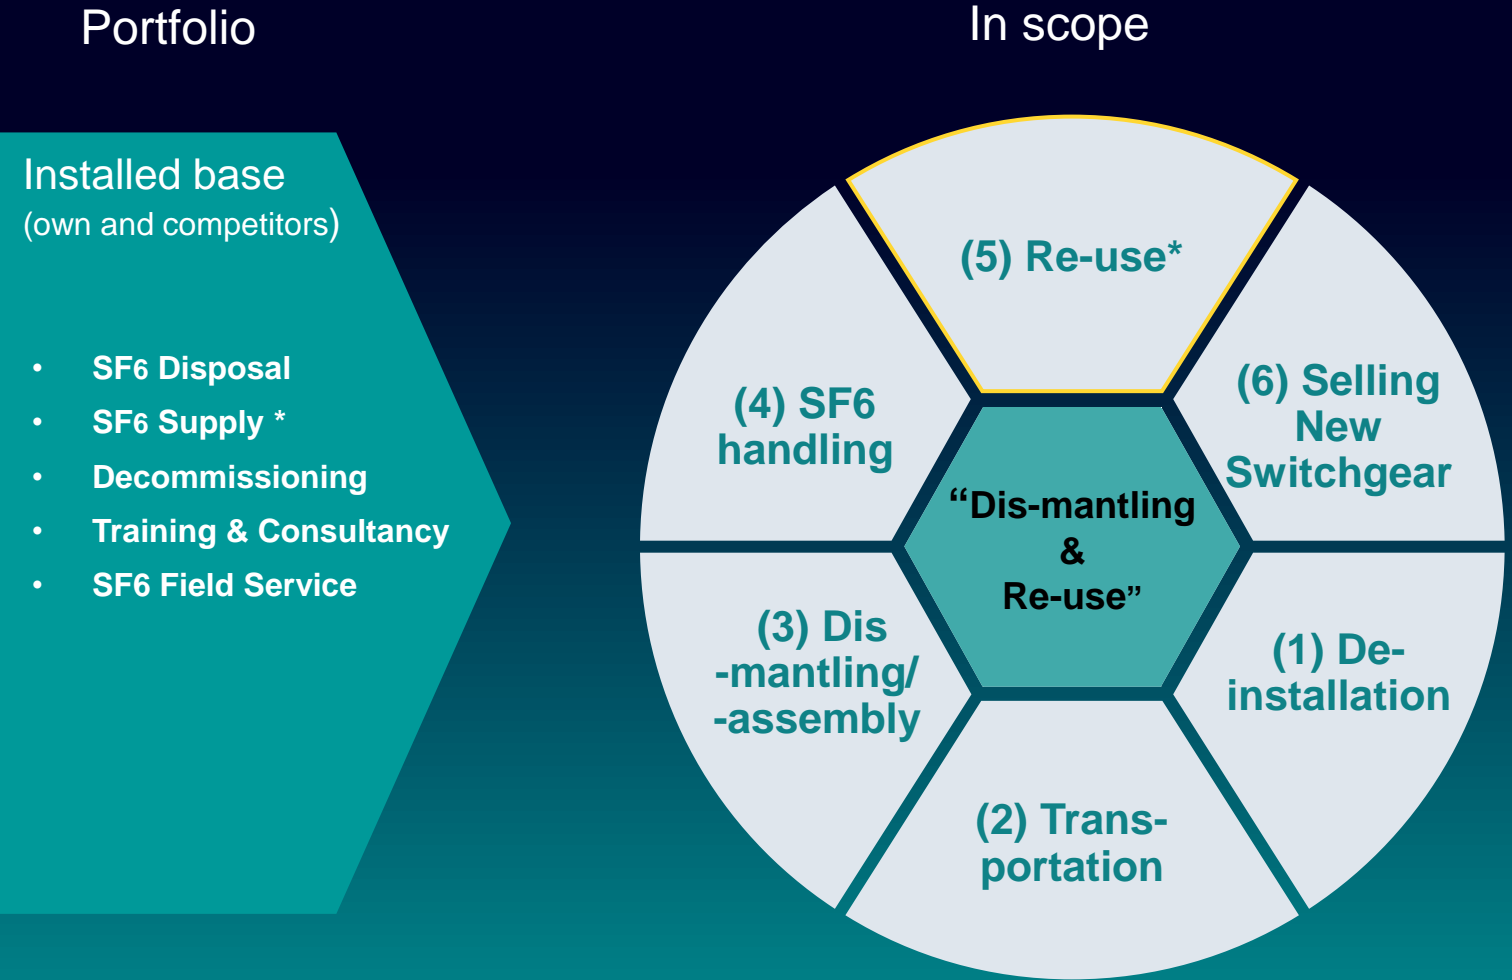 Portfolio
In scope
Installed base
(own and competitors)
• SF6 Disposal
• SF6 Supply *
• Decommissioning
• Training & Consultancy
• SF6 Field Service
(5) Re-use*
(6) Selling
New
Switchgear
(4) SF6
handling
“Dis-mantling
&
Re-use”
(3) Dis
-mantling/
-assembly
(1) De-
installation
(2) Trans-
portation